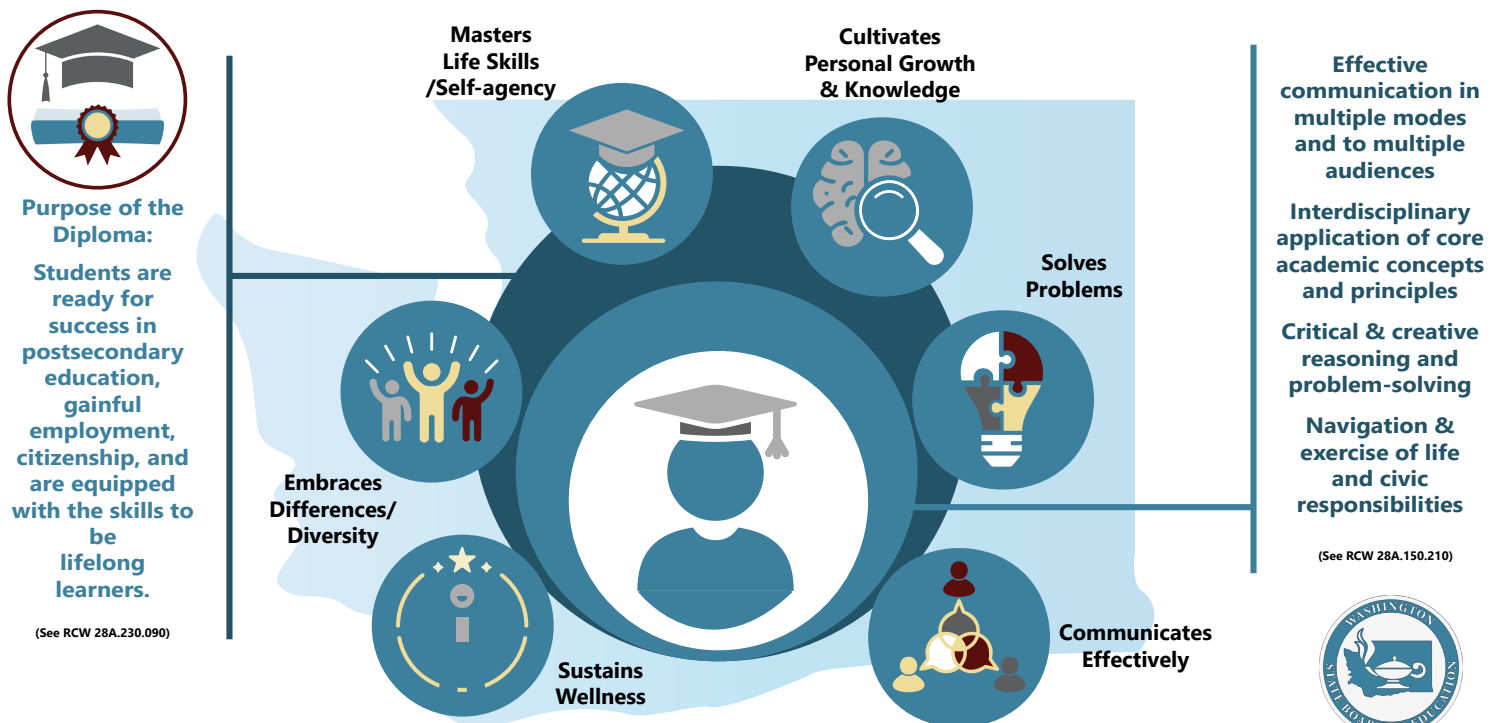 Purpose of the
Diploma:
Students are
ready for
success in
postsecondary
education,
gainful
employment,
citizenship, and
are equipped
with the skills to
be
lifelong
learners.
(See RCW 28A.230.090)
Masters
Life Skills
/Self-agency
Cultivates
Personal Growth
& Knowledge
Solves
Problems
Embraces
Differences/
Diversity
Sustains
Wellness
Communicates
Effectively
Effective
communication in
multiple modes
and to multiple
audiences
Interdisciplinary
application of core
academic concepts
and principles
Critical & creative
reasoning and
problem-solving
Navigation &
exercise of life
and civic
responsibilities
(See RCW 28A.150.210)
WASHINGTON
STATE EDUCATION